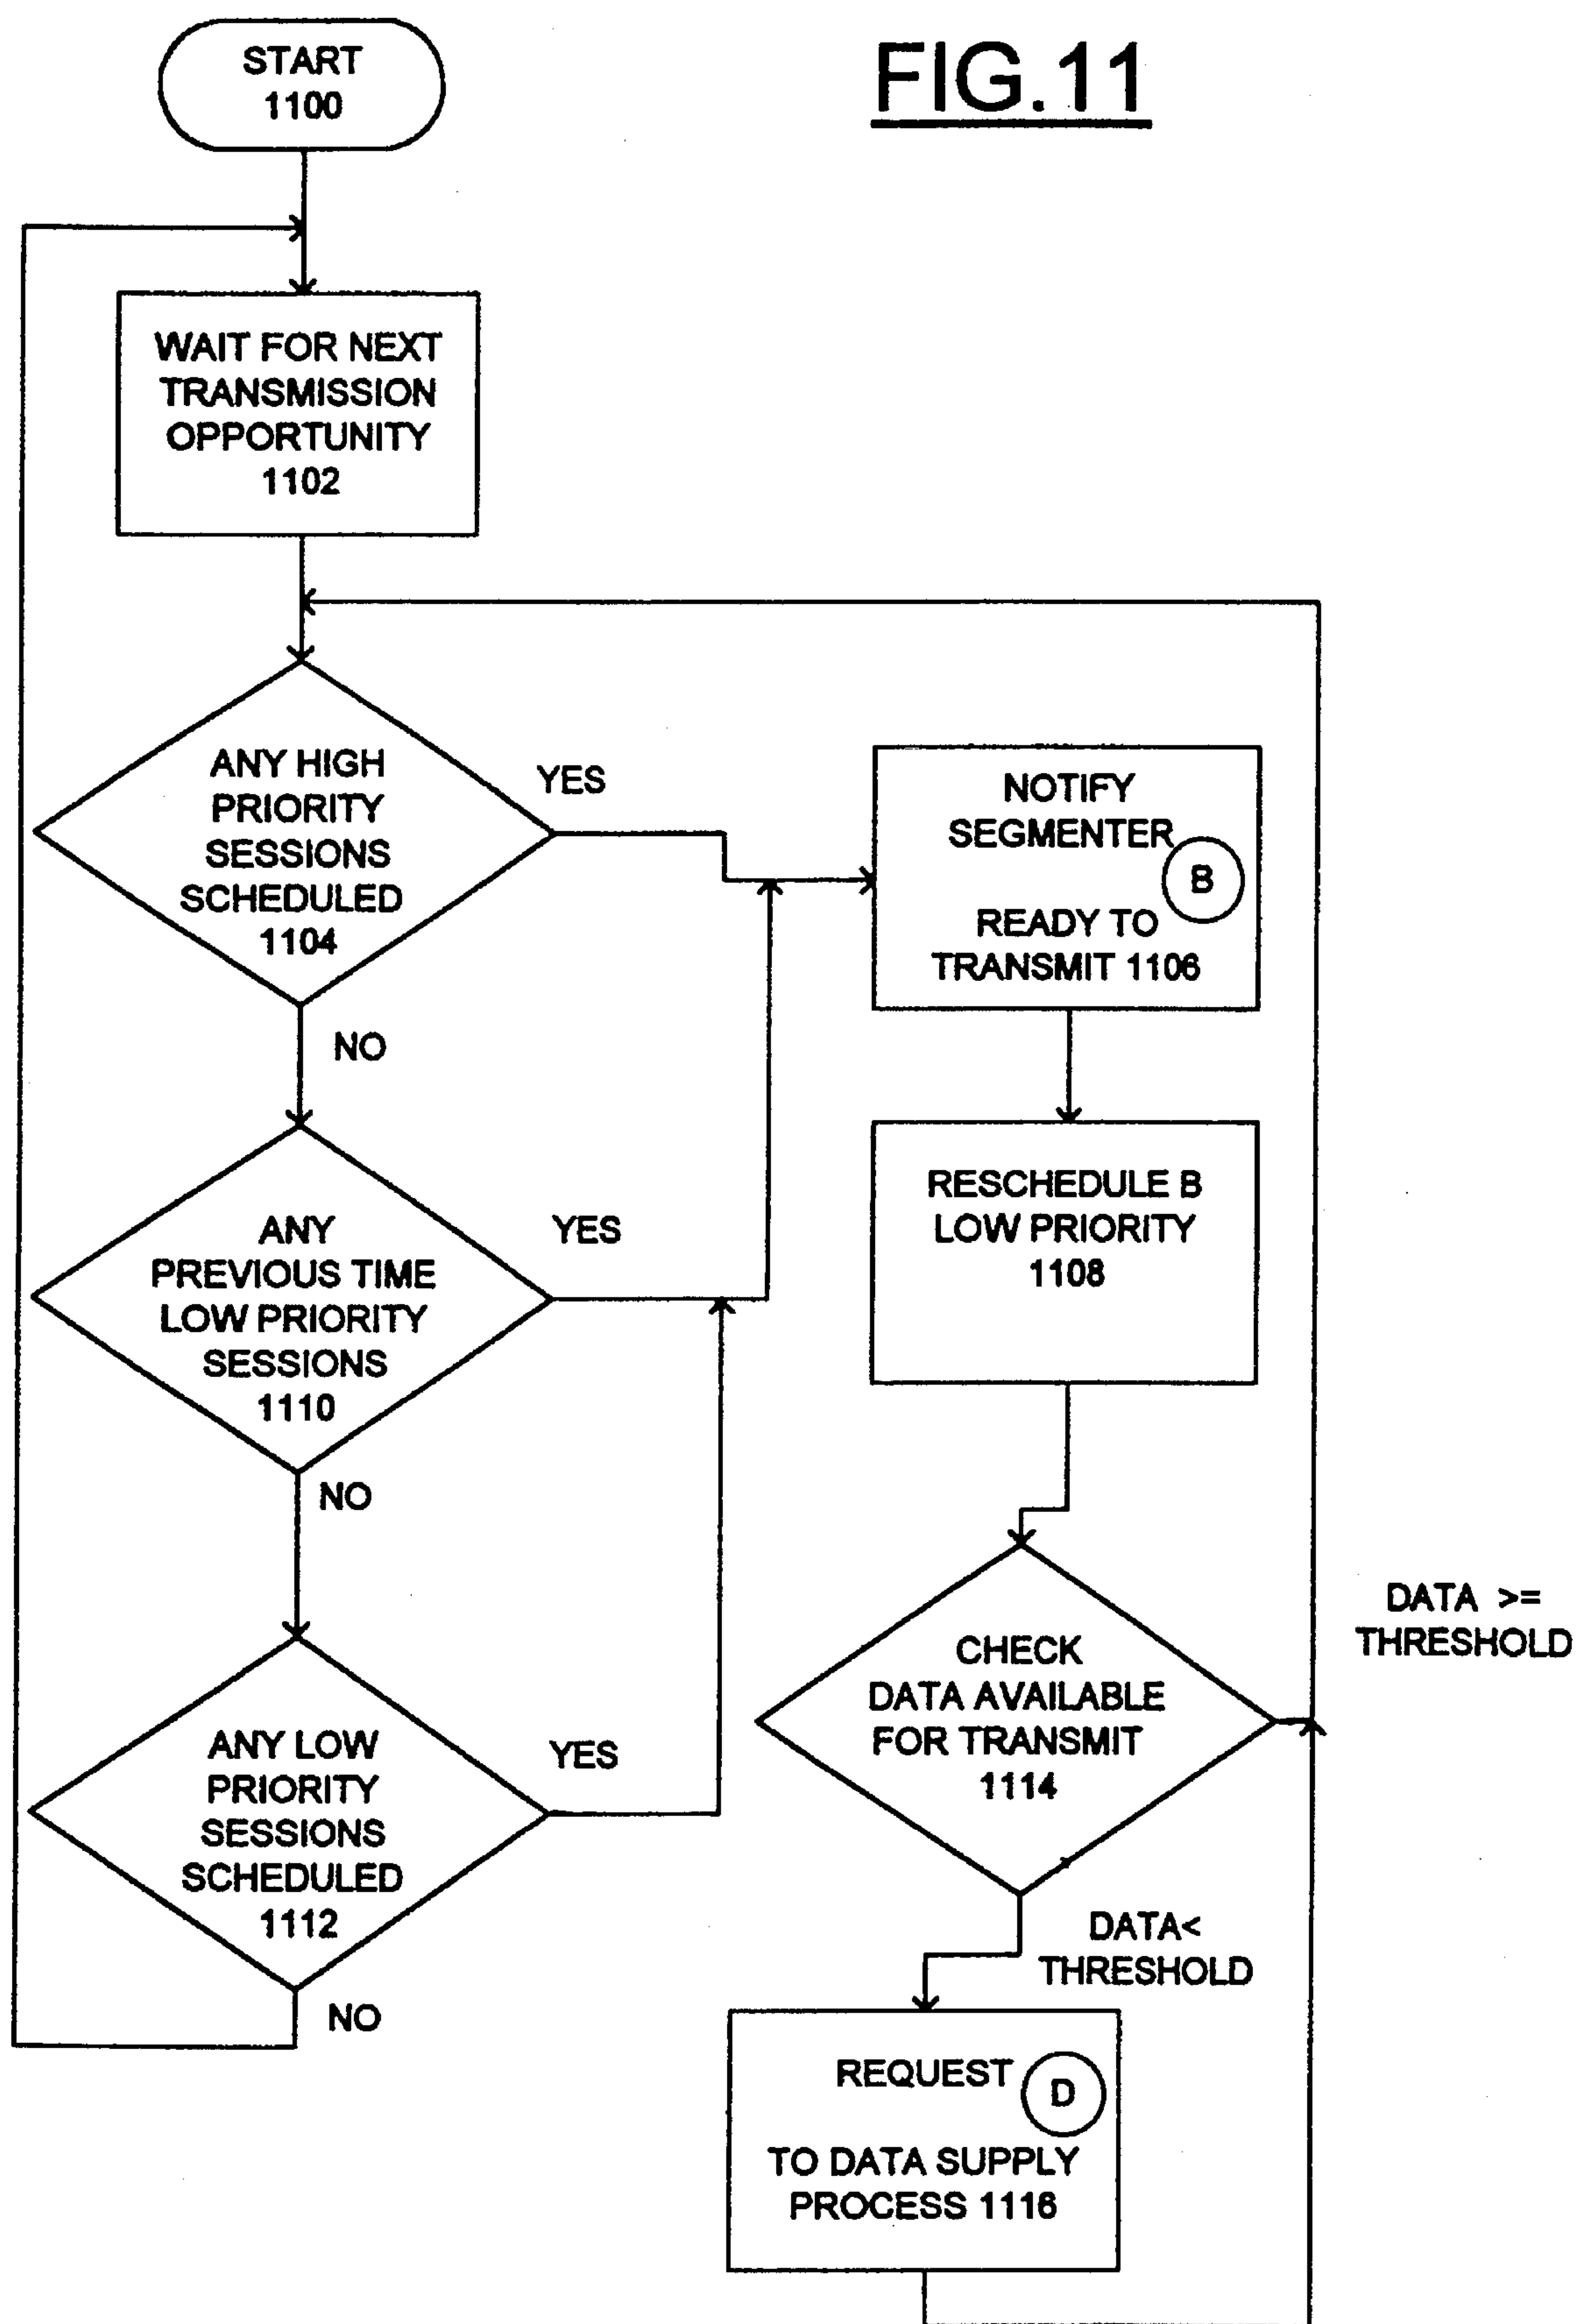 FIG.11
START
1100
WAIT FOR NEXT
TRANSMISSION
OPPORTUNITY
1102
ANY HIGH
PRIORITY
SESSIONS
SCHEDULED
1104
YES
NO
NOTIFY
SEGMENTER
B
READY TO
TRANSMIT 1106
RESCHEDULE B
LOW PRIORITY
1108
ANY
PREVIOUS TIME
LOW PRIORITY
SESSIONS
1110
YES
NO
ANY LOW
PRIORITY
SESSIONS
SCHEDULED
1112
YES
NO
CHECK
DATA AVAILABLE
FOR TRANSMIT
1114
DATA >=
THRESHOLD
DATA<
THRESHOLD
REQUEST
D
TO DATA SUPPLY
PROCESS 1116